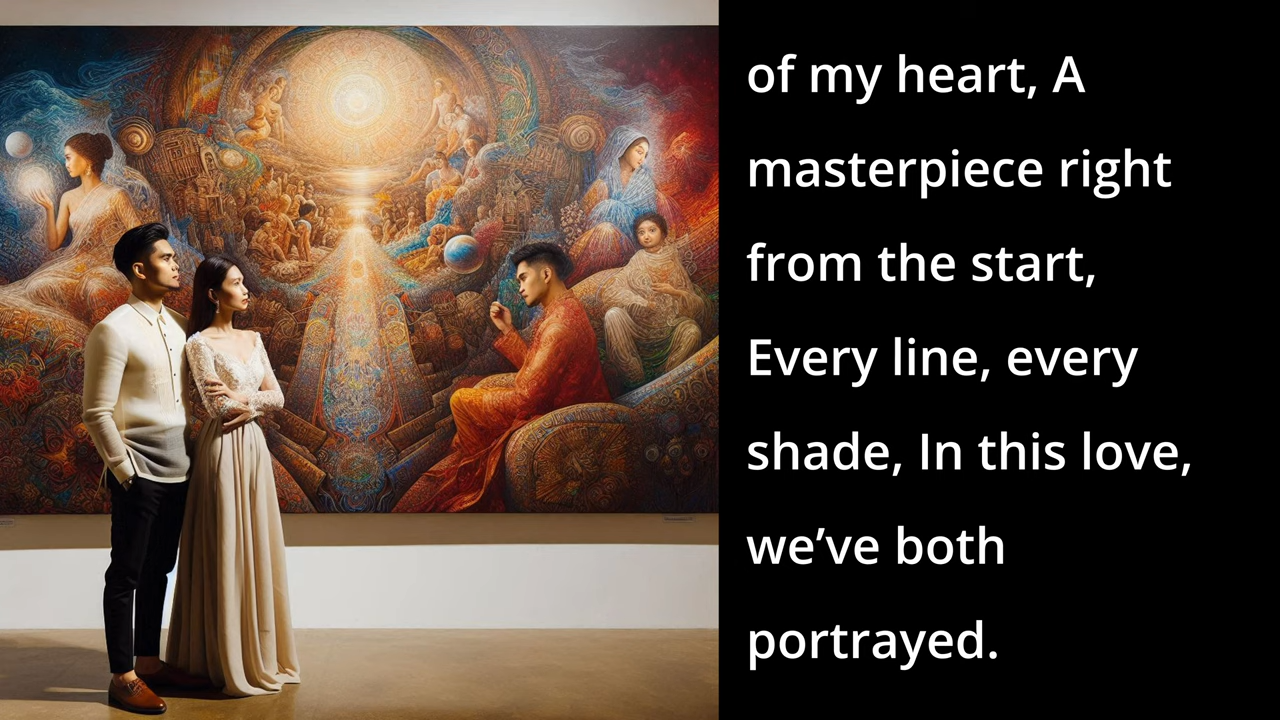 of my heart, A
masterpiece right
from the start,
Every line, every
shade, In this love,
we’ve both
portrayed.